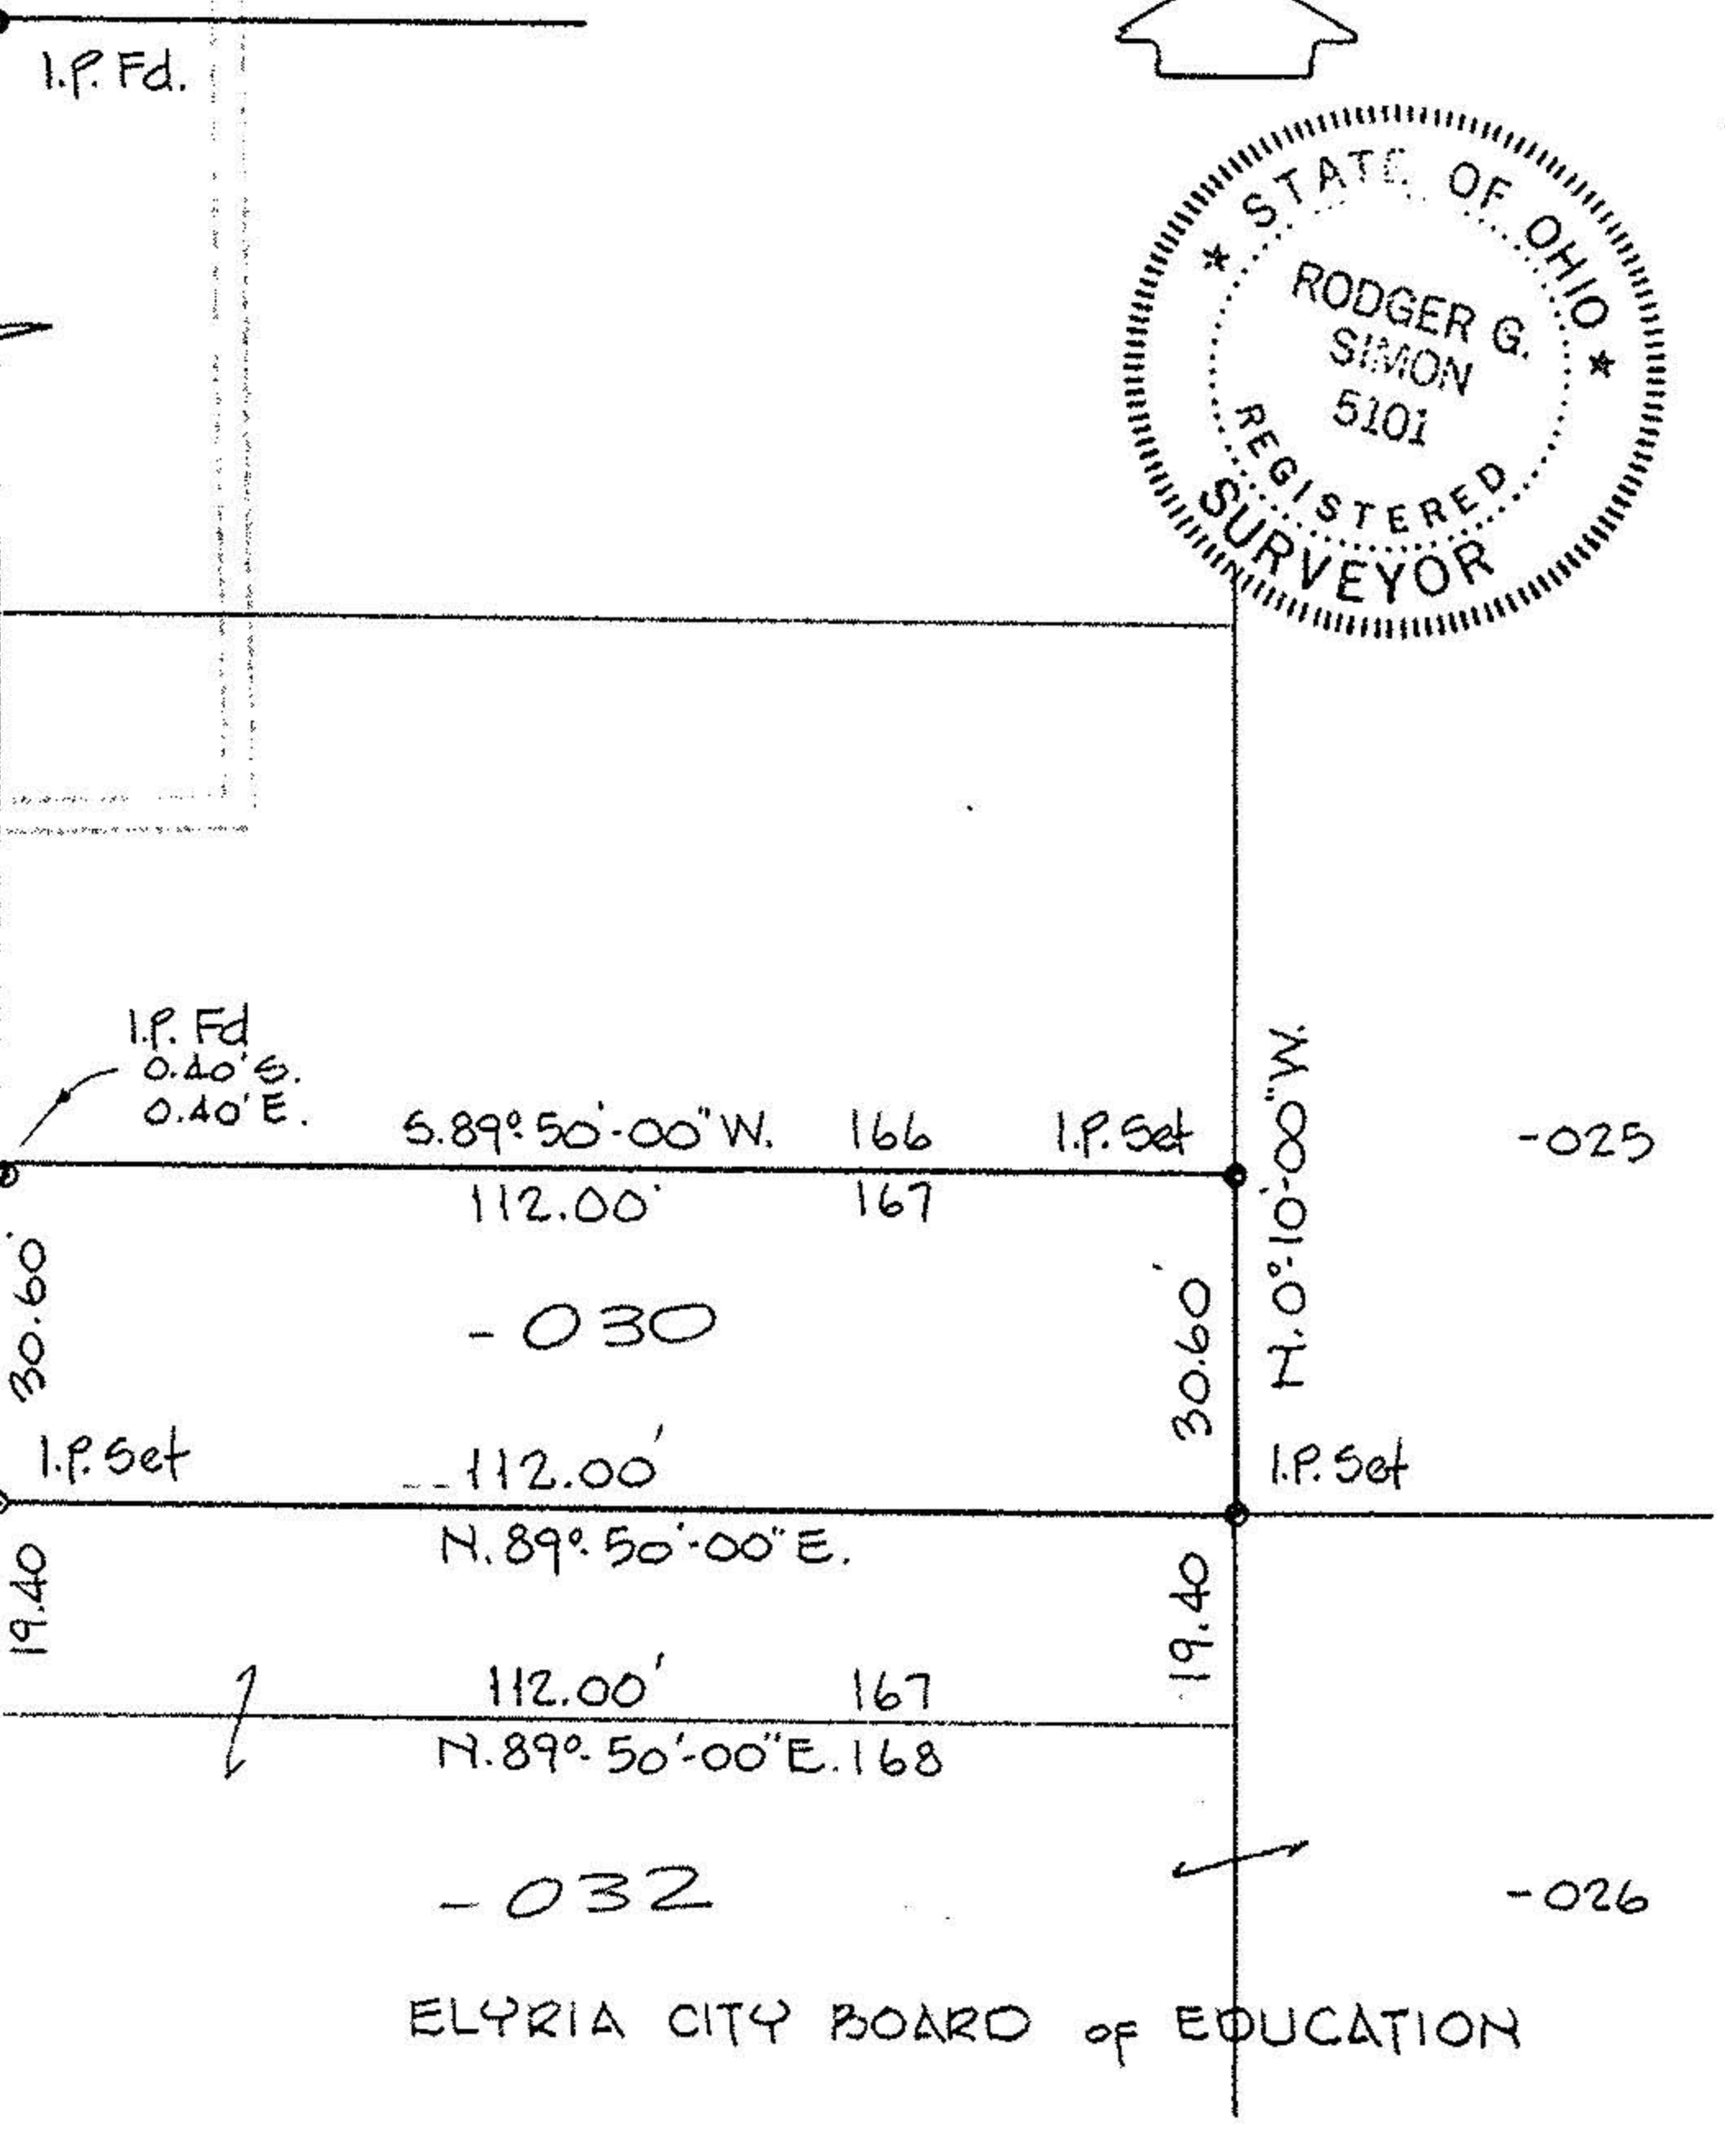 I.P. Fd.
STATE OF OHIO
RODGER G.
SIMON
5101
REGISTERED
SURVEYOR
I.P. Fd
0.40' S.
0.40' E.
S.89°-50'-00" W. 166 I.P. Set
112.00' 167
N.0°-10'-00" W.
-025
30.60'
-030
30.60'
I.P. Set
112.00'
I.P. Set
N.89°-50'-00" E.
19.40
19.40
112.00' 167
N.89°-50'-00" E. 168
-032
-026
ELYRIA CITY BOARD OF EDUCATION